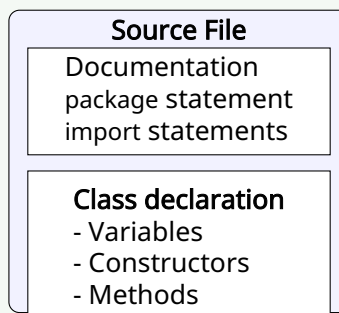 Source File
Documentation
package statement
import statements
Class declaration
- Variables
- Constructors
- Methods